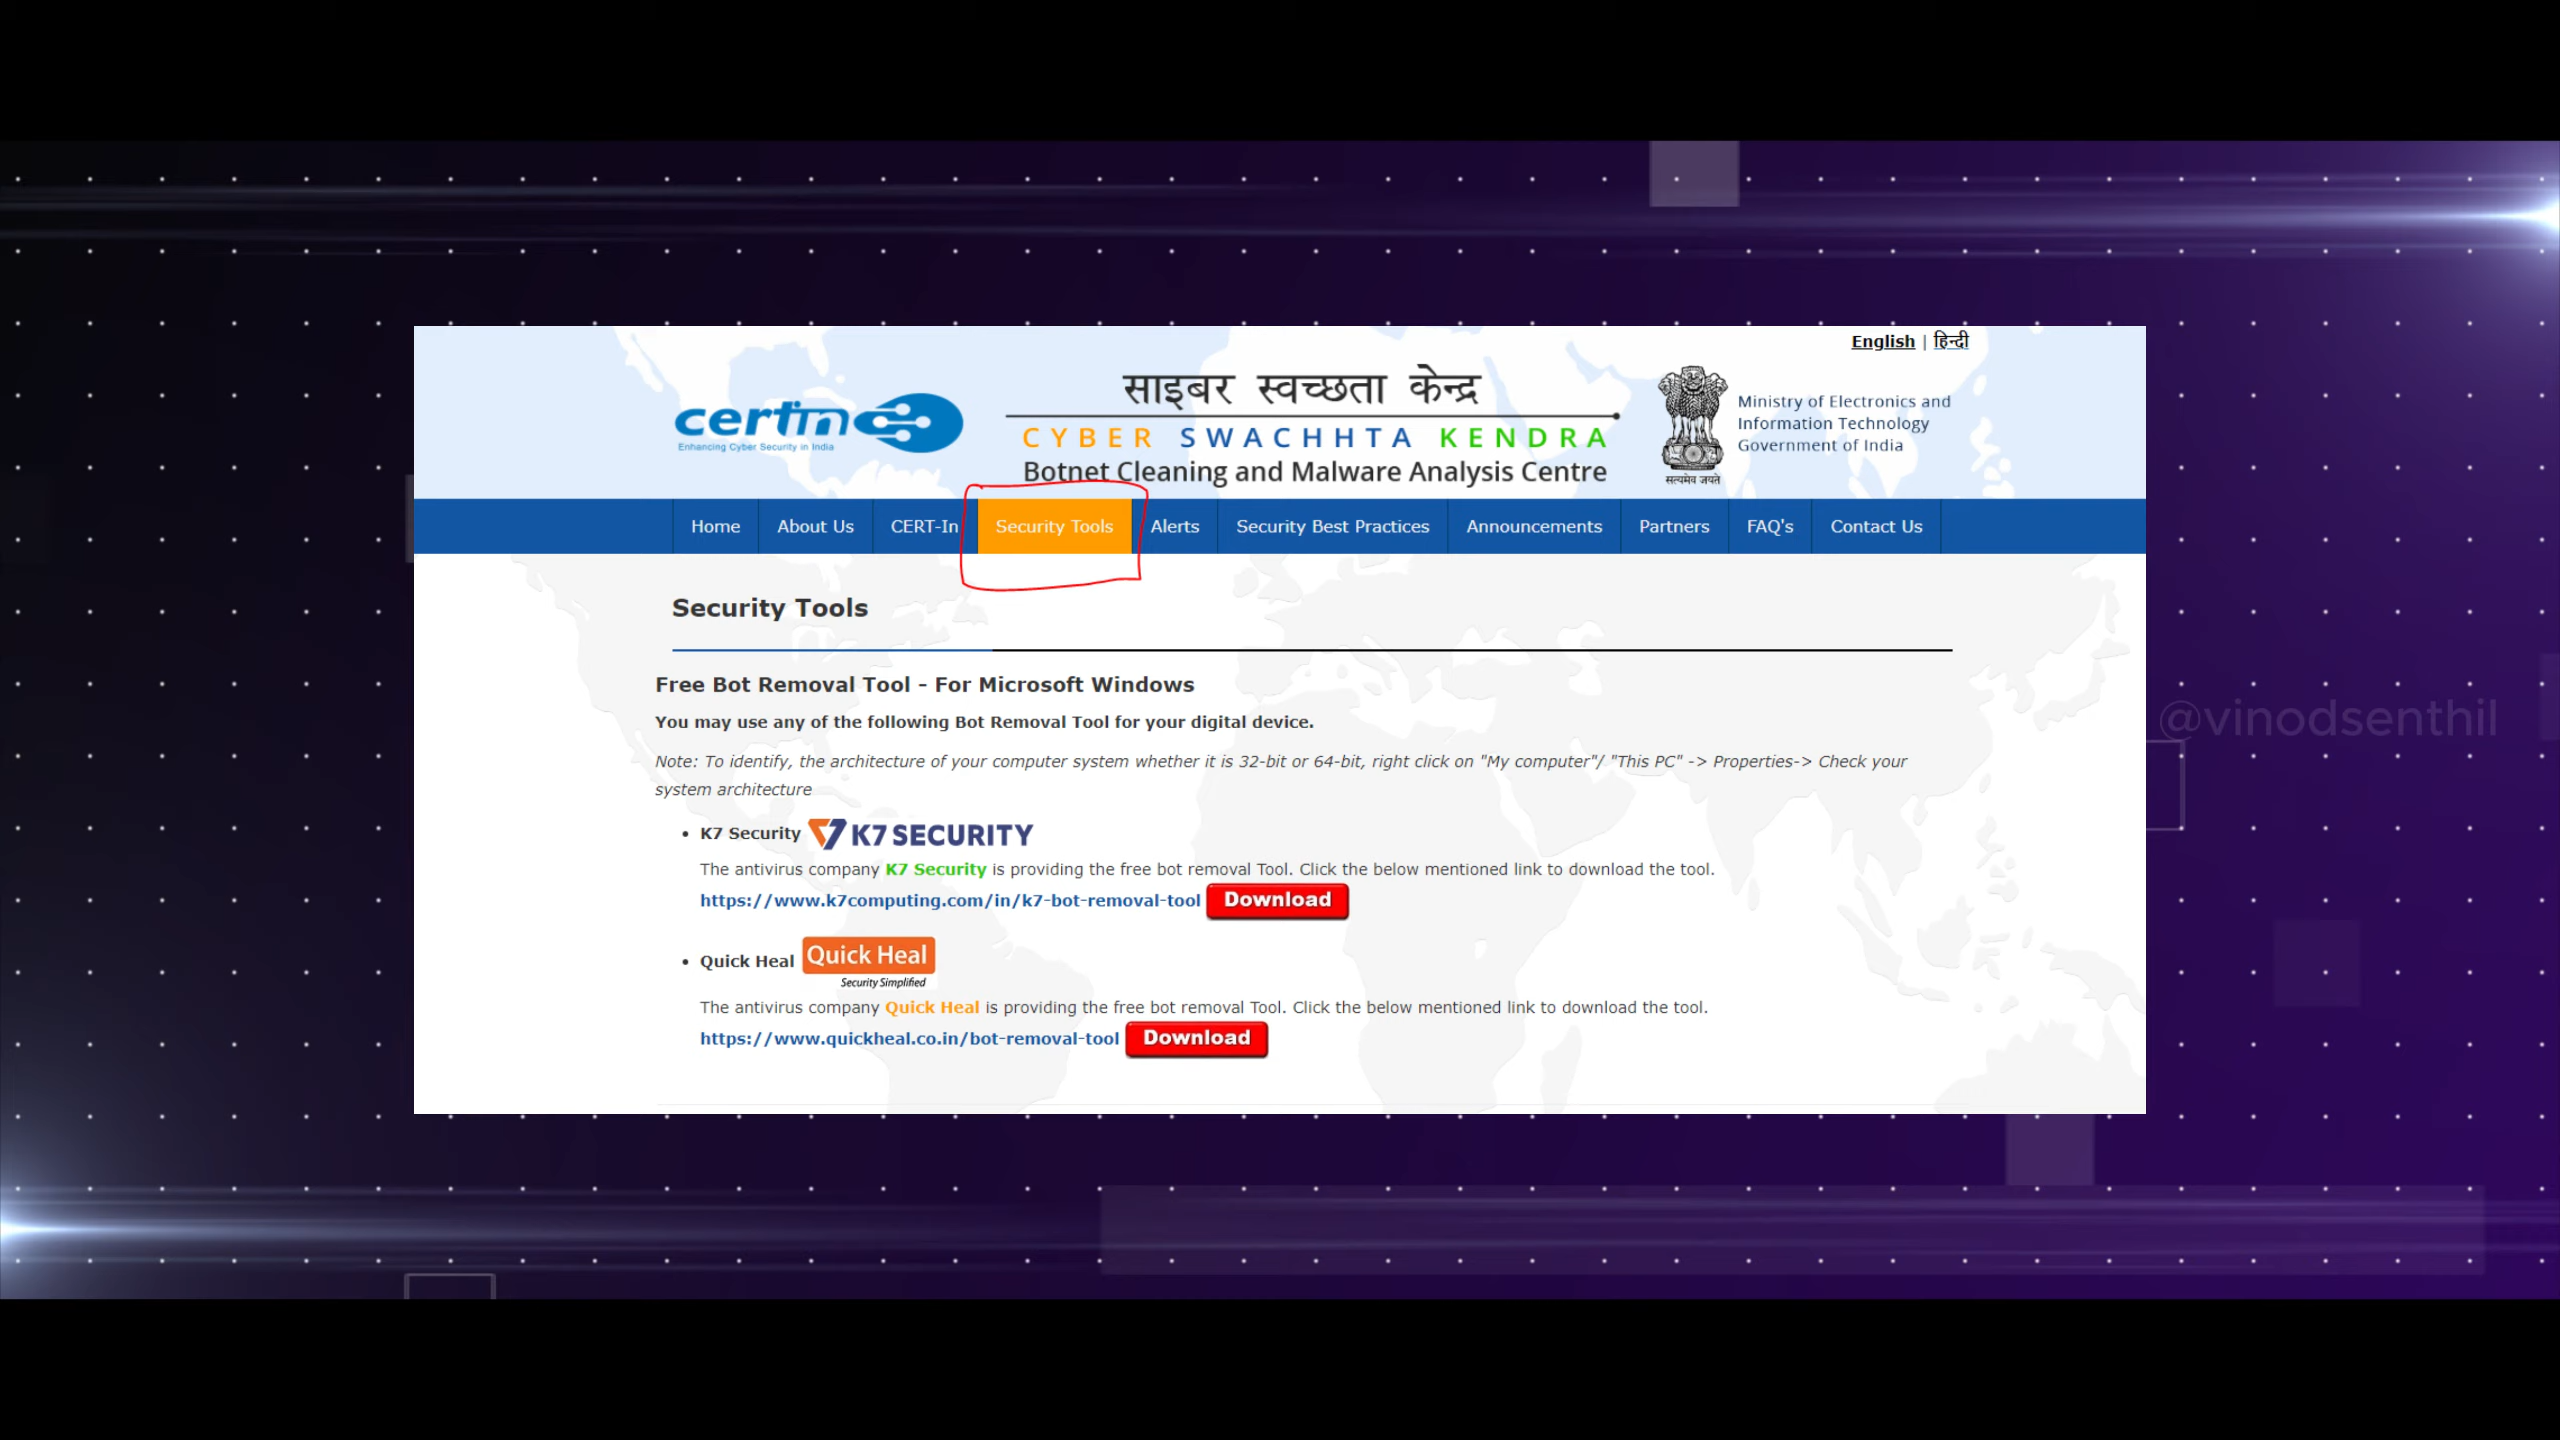 English | हिन्दी
certin
Enhancing Cyber Security in India
साइबर स्वच्छता केन्द्र
CYBER SWACHHTA KENDRA
Botnet Cleaning and Malware Analysis Centre
सत्यमेव जयते
Ministry of Electronics and
Information Technology
Government of India
Home About Us CERT-In Security Tools Alerts Security Best Practices Announcements Partners FAQ's Contact Us
Security Tools
Free Bot Removal Tool - For Microsoft Windows
You may use any of the following Bot Removal Tool for your digital device.
@vinodsenthil
Note: To identify, the architecture of your computer system whether it is 32-bit or 64-bit, right click on "My computer"/ "This PC" -> Properties-> Check your
system architecture
• K7 Security K7 SECURITY
The antivirus company K7 Security is providing the free bot removal Tool. Click the below mentioned link to download the tool.
https://www.k7computing.com/in/k7-bot-removal-tool Download
• Quick Heal Quick Heal
Security Simplified
The antivirus company Quick Heal is providing the free bot removal Tool. Click the below mentioned link to download the tool.
https://www.quickheal.co.in/bot-removal-tool Download